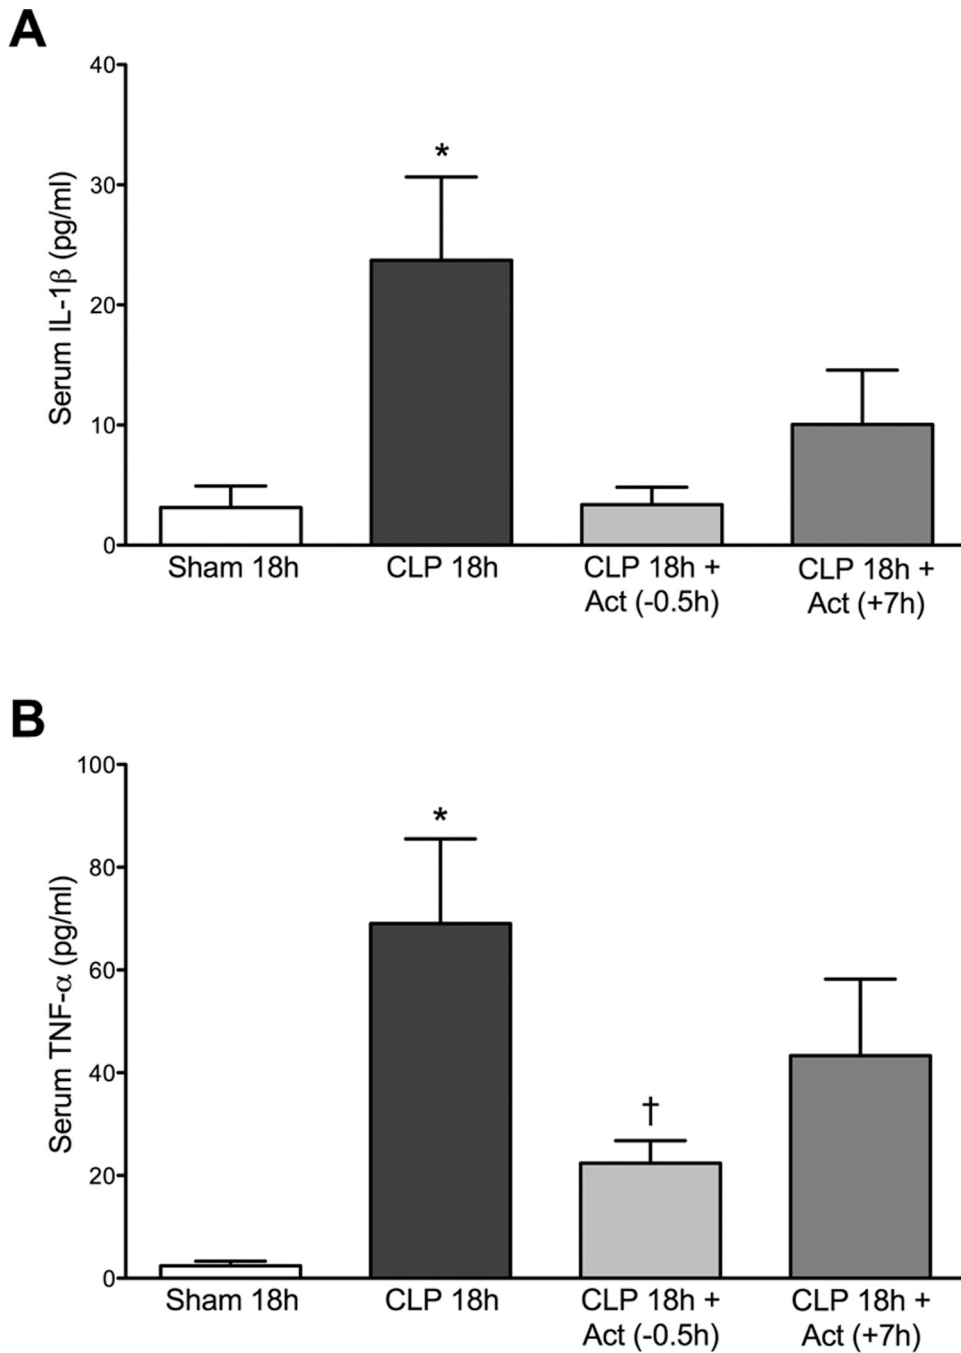 A
40
30
20
10
0
Serum IL-1β (pg/ml)
*
Sham 18h
CLP 18h
CLP 18h +
Act (-0.5h)
CLP 18h +
Act (+7h)
B
100
80
60
40
20
0
Serum TNF-α (pg/ml)
*
†
Sham 18h
CLP 18h
CLP 18h +
Act (-0.5h)
CLP 18h +
Act (+7h)